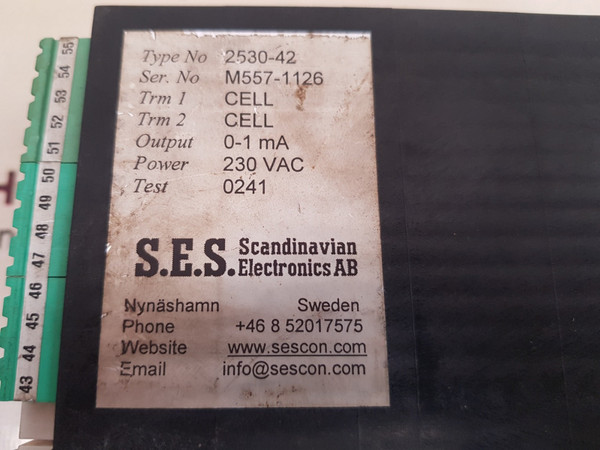 Type No 2530-42
Ser. No M557-1126
Trm 1 CELL
Trm 2 CELL
Output 0-1 mA
Power 230 VAC
Test 0241
S.E.S. Scandinavian
Electronics AB
Nynäshamn Sweden
Phone +46 8 52017575
Website www.sescon.com
Email info@sescon.com
55
54
53
52
51
50
49
48
47
46
45
44
43